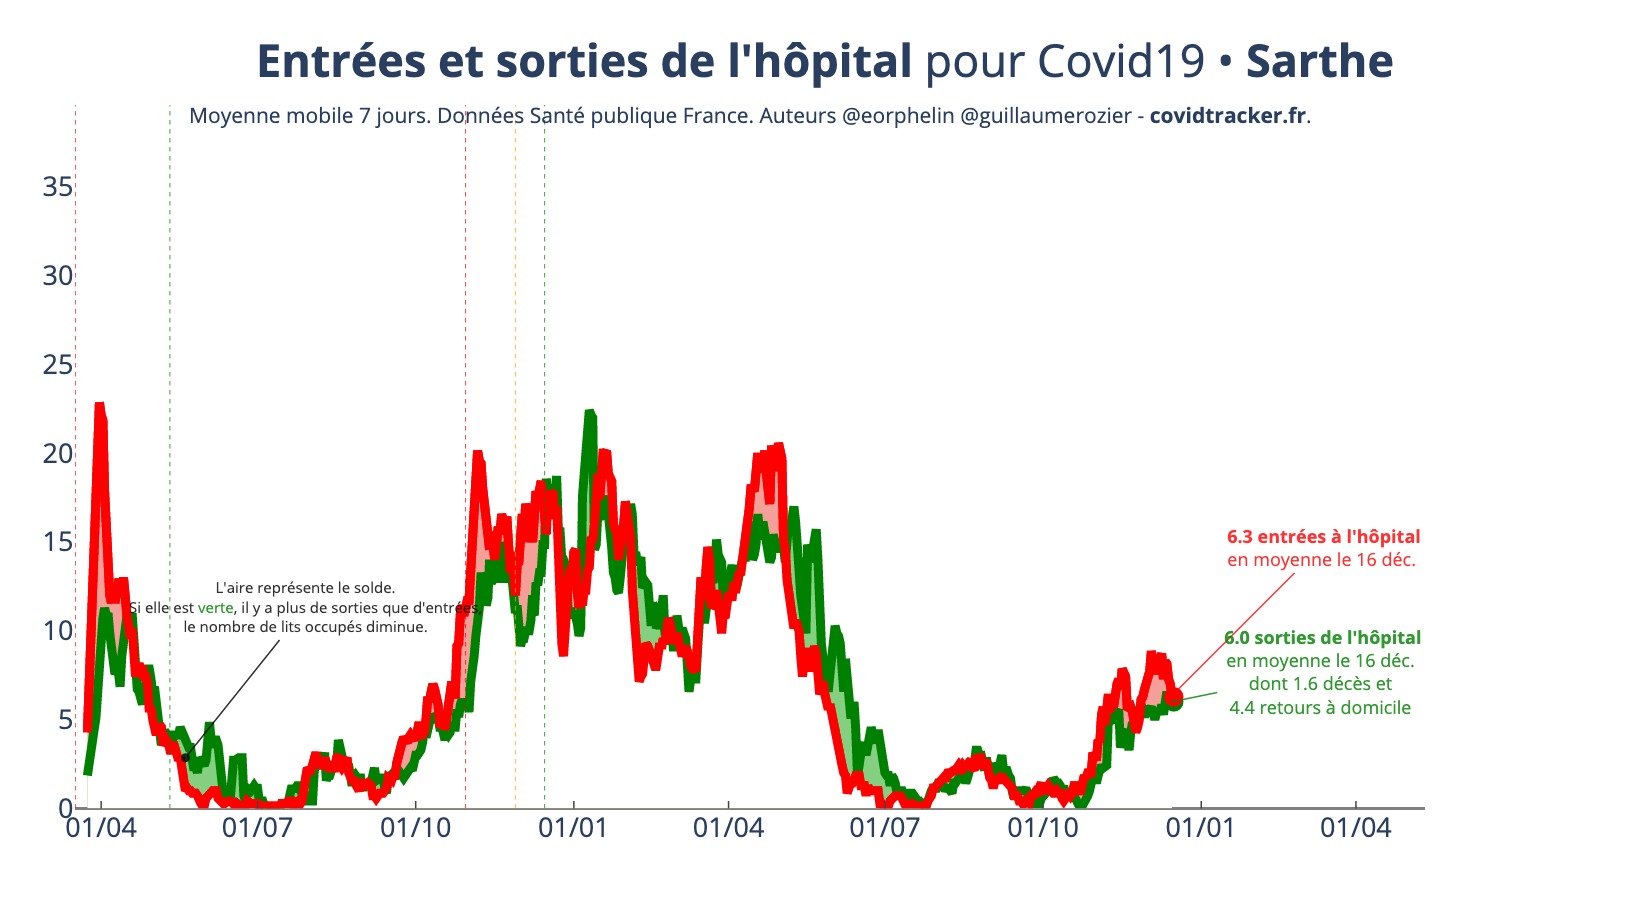 Entrées et sorties de l'hôpital pour Covid19 • Sarthe
Moyenne mobile 7 jours. Données Santé publique France. Auteurs @eorphelin @guillaumerozier - covidtracker.fr.
35
30
25
20
15
10
5
0
L'aire représente le solde.
Si elle est verte, il y a plus de sorties que d'entrées,
le nombre de lits occupés diminue.
6.3 entrées à l'hôpital
en moyenne le 16 déc.
6.0 sorties de l'hôpital
en moyenne le 16 déc.
dont 1.6 décès et
4.4 retours à domicile
01/04 01/07 01/10 01/01 01/04 01/07 01/10 01/01 01/04